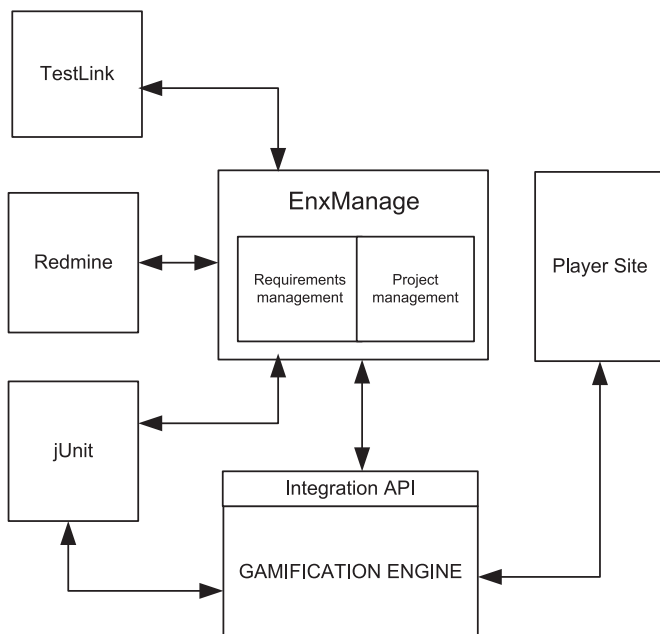 TestLink
EnxManage
Redmine
Requirements
management
Project
management
Player Site
jUnit
Integration API
GAMIFICATION ENGINE